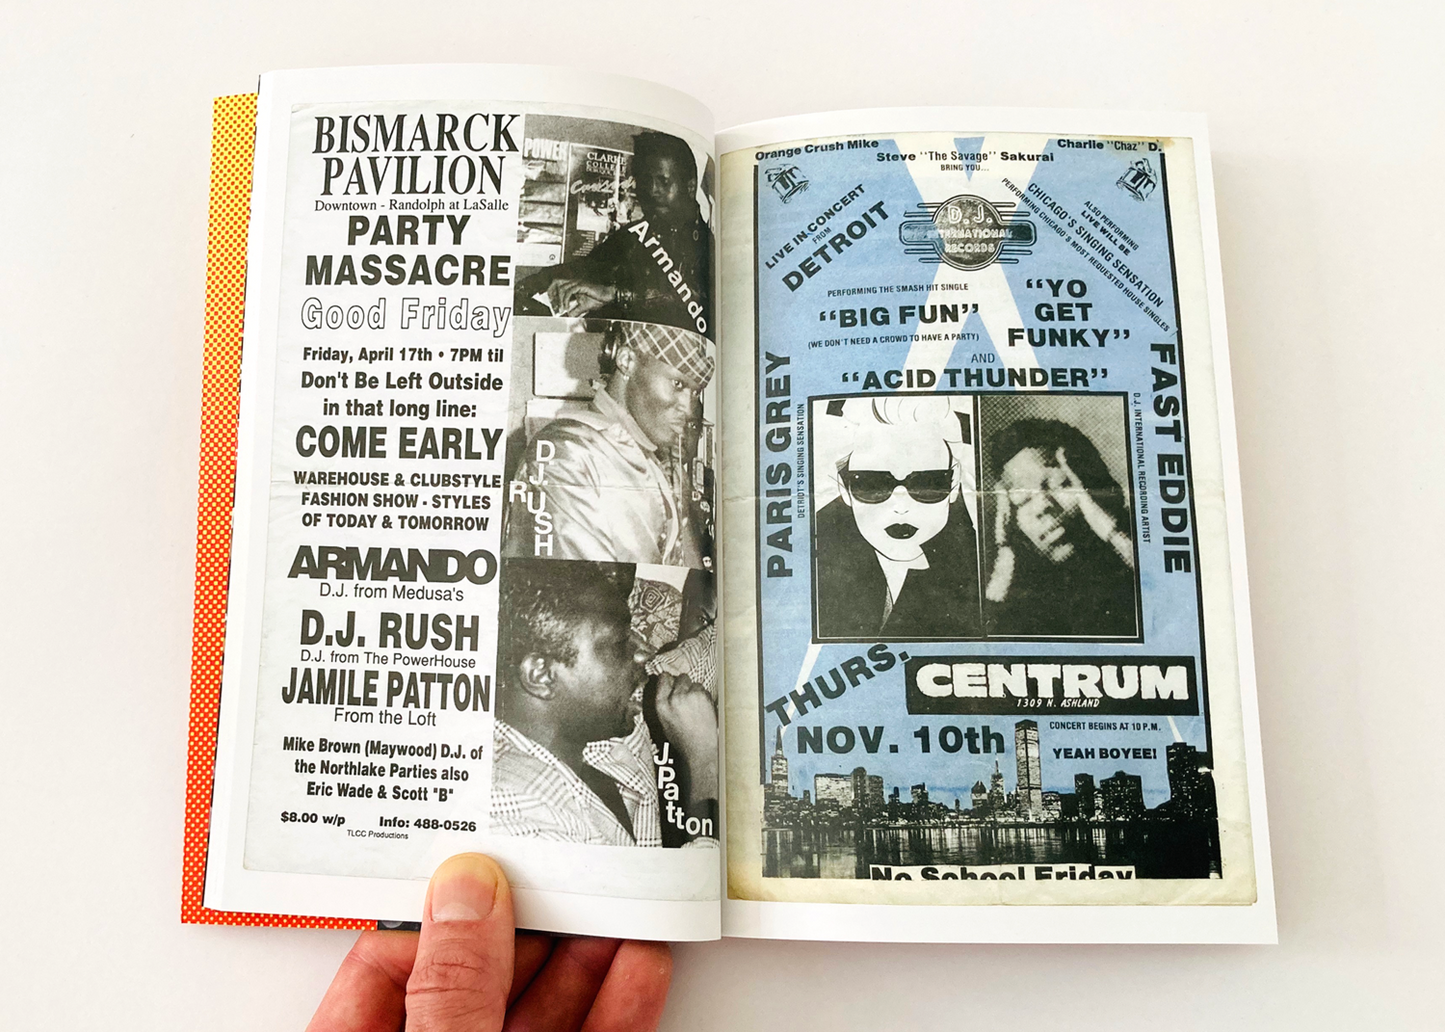 BISMARCK
PAVILION
Downtown - Randolph at LaSalle
PARTY
MASSACRE
Good Friday
Friday, April 17th • 7PM til
Don't Be Left Outside
in that long line:
COME EARLY
WAREHOUSE & CLUBSTYLE
FASHION SHOW - STYLES
OF TODAY & TOMORROW
ARMANDO
D.J. from Medusa's
D.J. RUSH
D.J. from The PowerHouse
JAMILE PATTON
From the Loft
Mike Brown (Maywood) D.J. of
the Northlake Parties also
Eric Wade & Scott "B"
$8.00 w/p Info: 488-0526
TLCC Productions
POWER
CLARKE
COLLEGE
Armando
D.J.
RUSH
J.
Patton
Orange Crush Mike
Steve "The Savage" Sakurai
Charlie "Chaz" D.
BRING YOU...
LIVE IN CONCERT
FROM
DETROIT
D.J.
INTERNATIONAL
RECORDS
ALSO PERFORMING
LIVE WILL BE
CHICAGO'S SINGING SENSATION
PERFORMING CHICAGO'S MOST REQUESTED HOUSE SINGLES
PERFORMING THE SMASH HIT SINGLE
"BIG FUN"
(WE DON'T NEED A CROWD TO HAVE A PARTY)
"YO
GET
FUNKY"
AND
"ACID THUNDER"
PARIS GREY
DETRIOT'S SINGING SENSATION
FAST EDDIE
D.J. INTERNATIONAL RECORDING ARTIST
THURS.
NOV. 10th
CENTRUM
1309 N. ASHLAND
CONCERT BEGINS AT 10 P.M.
YEAH BOYEE!
No School Friday